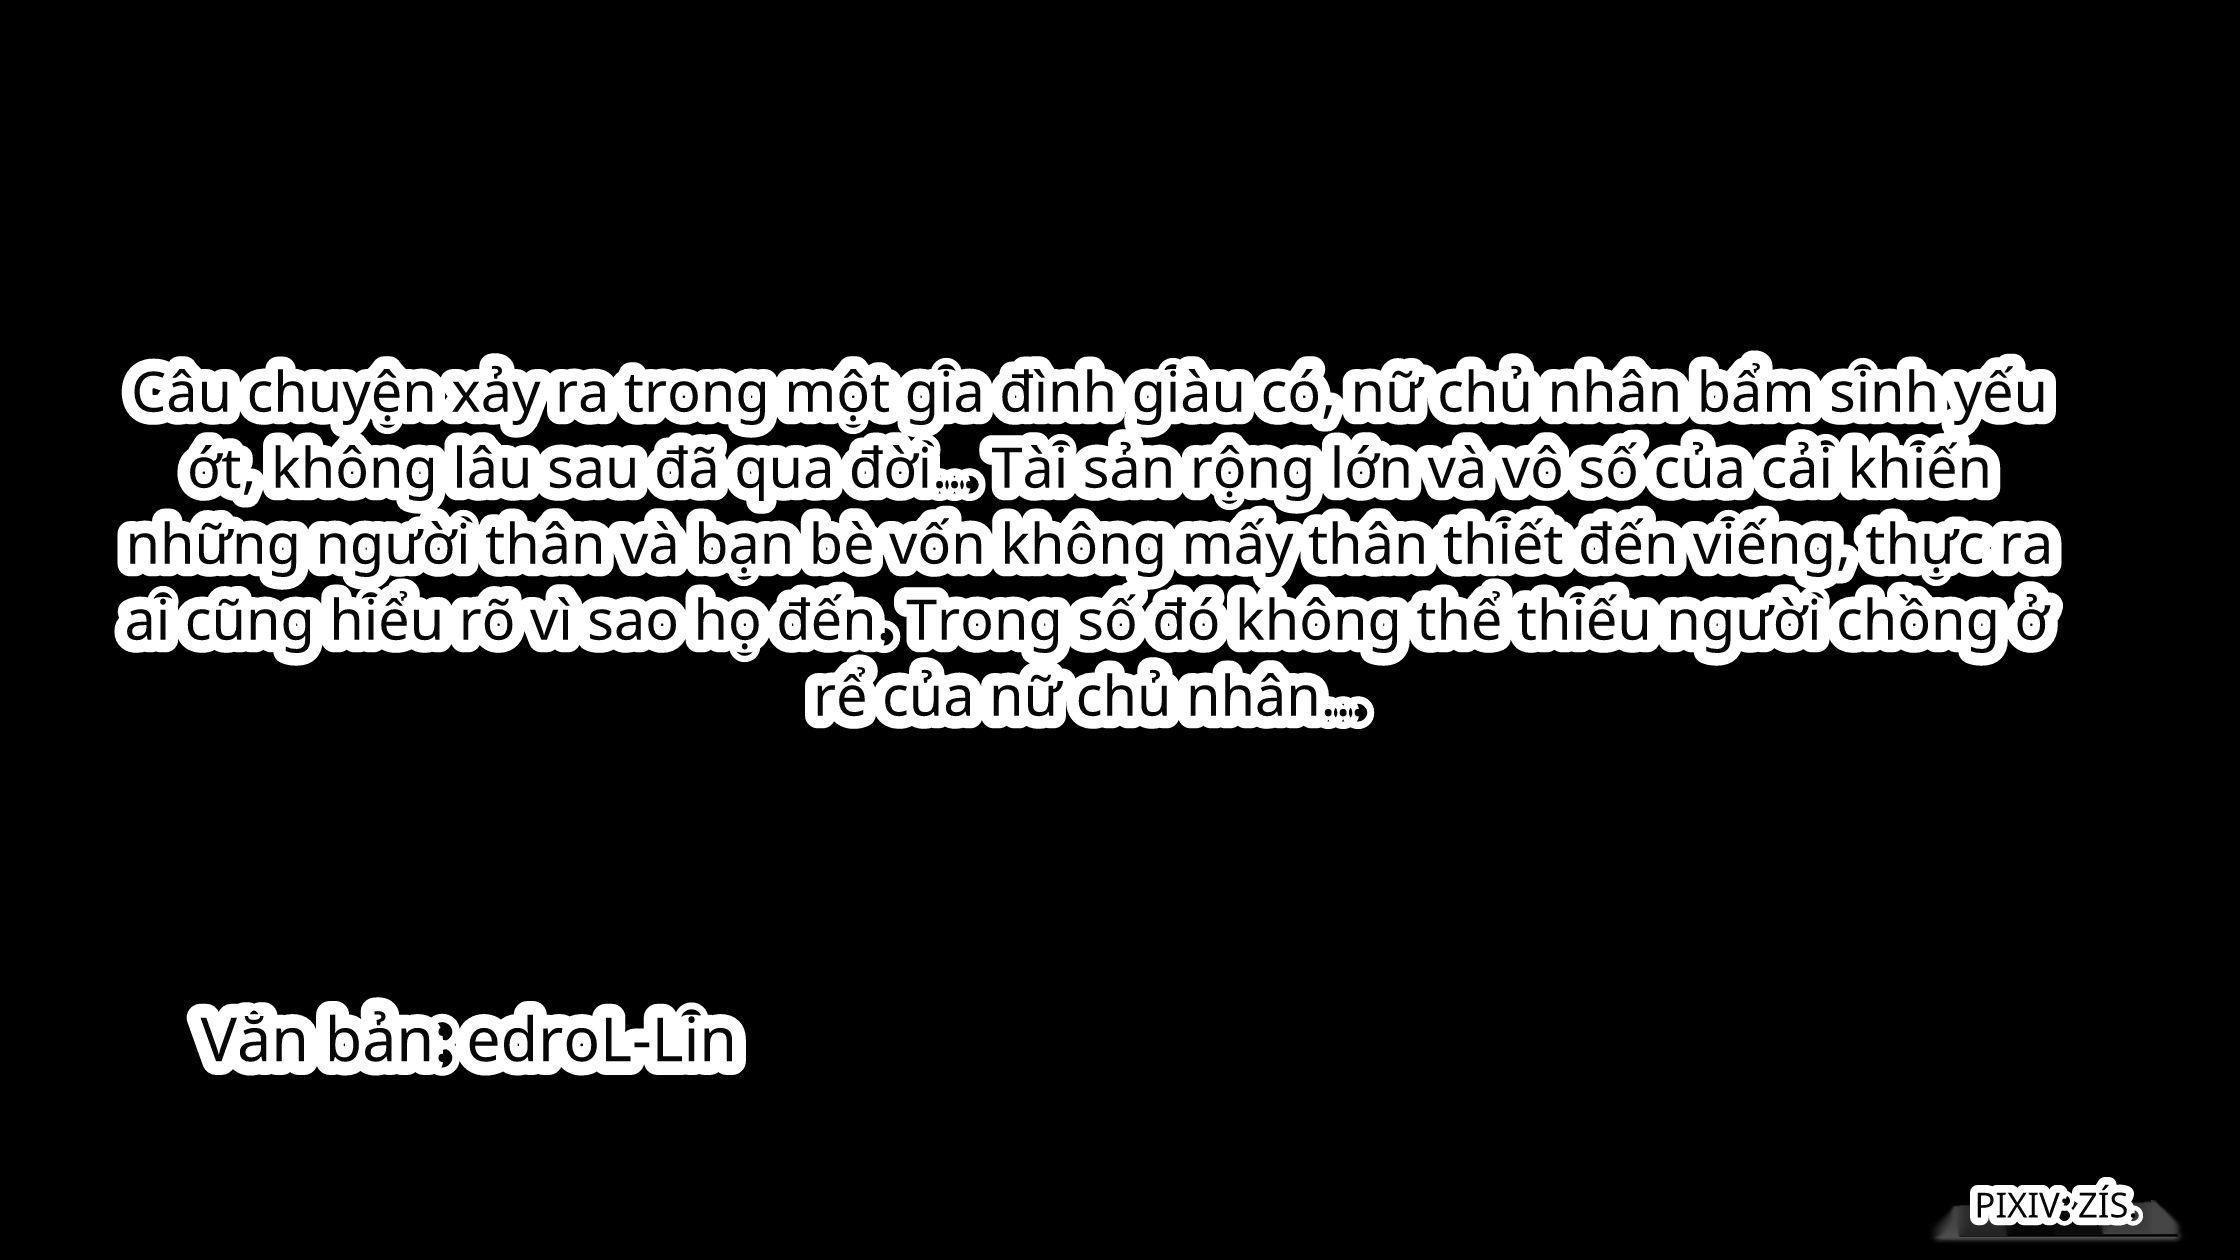 Câu chuyện xảy ra trong một gia đình giàu có, nữ chủ nhân bẩm sinh yếu
ớt, không lâu sau đã qua đời... Tài sản rộng lớn và vô số của cải khiến
những người thân và bạn bè vốn không mấy thân thiết đến viếng, thực ra
ai cũng hiểu rõ vì sao họ đến. Trong số đó không thể thiếu người chồng ở
rể của nữ chủ nhân...
Văn bản: edroL-Lin
PIXIV: ZÍS.